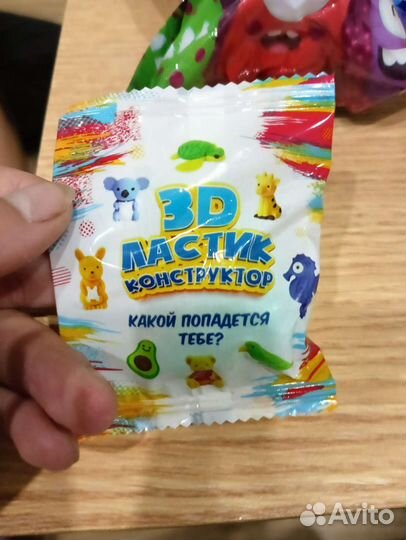 3D
ЛАСТИК
КОНСТРУКТОР
КАКОЙ ПОПАДЕТСЯ
ТЕБЕ?
Avito